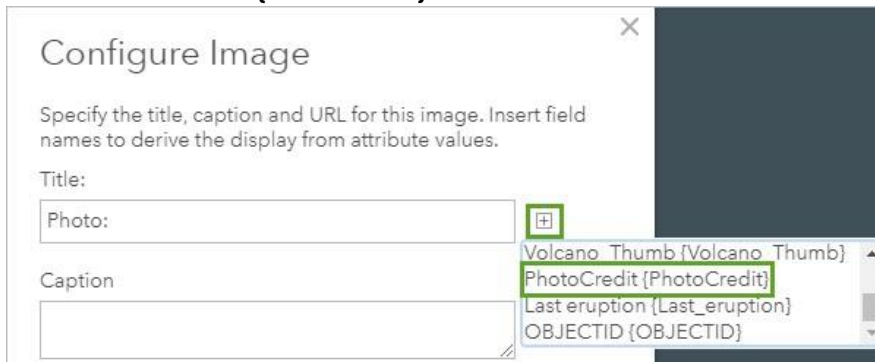 Configure Image
Specify the title, caption and URL for this image. Insert field
names to derive the display from attribute values.
Title:
Photo:
Volcano_Thumb {Volcano_Thumb}
PhotoCredit {PhotoCredit}
Last eruption {Last_eruption}
OBJECTID {OBJECTID}
Caption